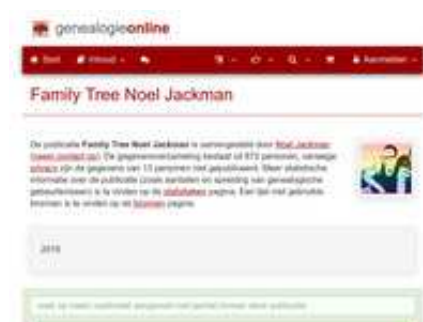 genealogieonline
Start Inhoud
Aanmelden
Family Tree Noel Jackman
De publicatie Family Tree Noel Jackman is samengesteld door Noel Jackman
(neem contact op). De gegevensverzameling bestaat uit 973 personen, vanwege
privacy zijn de gegevens van 13 personen niet gepubliceerd. Meer statistische
informatie over de publicatie (zoals aantallen en spreiding van genealogische
gebeurtenissen) is te vinden op de statistieken pagina. Een lijst met gebruikte
bronnen is te vinden op de bronnen pagina.